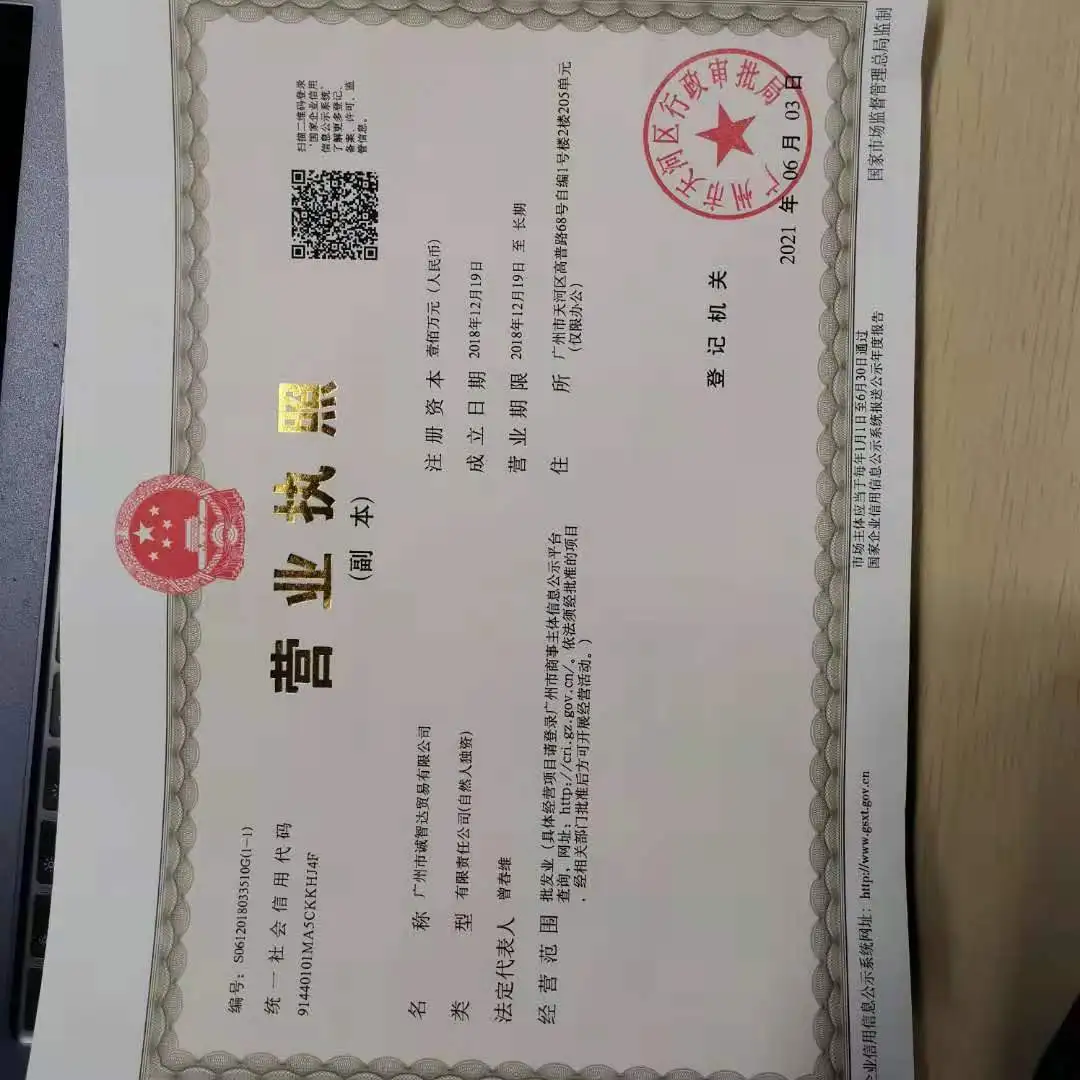 编号：S0612018033510G(1-1)
统一社会信用代码
91440101MA5CKKHJ4F
营业执照
(副本)
扫描二维码登录
‘国家企业信用
信息公示系统’
了解更多登记、
备案、许可、监
管信息。
名称 广州市诚智达贸易有限公司
类型 有限责任公司(自然人独资)
法定代表人 曾春维
经营范围 批发业（具体经营项目请登录广州市商事主体信息公示平台
查询，网址：http://cri.gz.gov.cn/。依法须经批准的项目
，经相关部门批准后方可开展经营活动。）
注册资本 壹佰万元（人民币）
成立日期 2018年12月19日
营业期限 2018年12月19日 至 长期
住所 广州市天河区高普路68号自编1号楼2楼205单元
（仅限办公）
登记机关
广州市天河区行政审批局
2021 年 06 月 03 日
企业信用信息公示系统网址：http://www.gsxt.gov.cn
市场主体应当于每年1月1日至6月30日通过
国家企业信用信息公示系统报送公示年度报告
国家市场监督管理总局监制